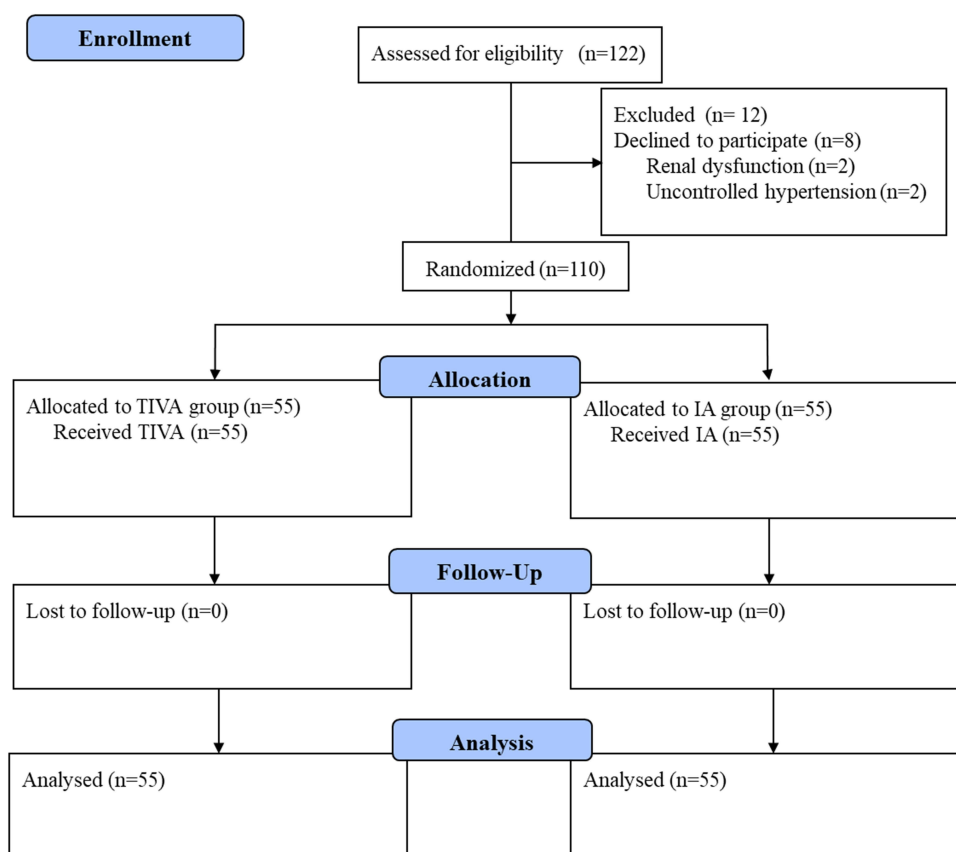 Enrollment
Assessed for eligibility (n=122)
Excluded (n= 12)
Declined to participate (n=8)
Renal dysfunction (n=2)
Uncontrolled hypertension (n=2)
Randomized (n=110)
Allocation
Allocated to TIVA group (n=55)
Received TIVA (n=55)
Allocated to IA group (n=55)
Received IA (n=55)
Follow-Up
Lost to follow-up (n=0)
Lost to follow-up (n=0)
Analysis
Analysed (n=55)
Analysed (n=55)